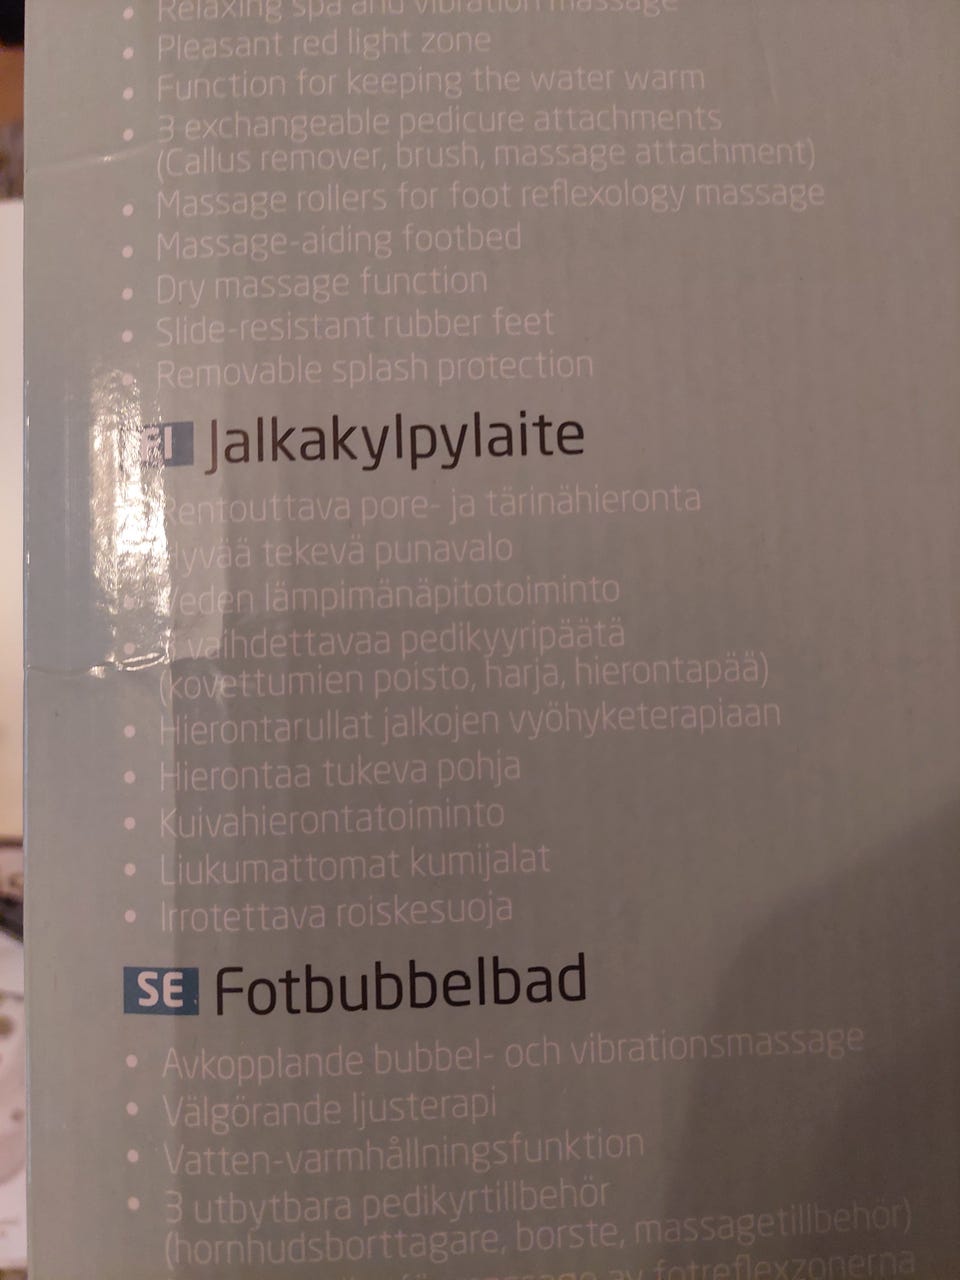 • Relaxing spa and vibration massage
• Pleasant red light zone
• Function for keeping the water warm
• 3 exchangeable pedicure attachments
(Callus remover, brush, massage attachment)
• Massage rollers for foot reflexology massage
• Massage-aiding footbed
• Dry massage function
• Slide-resistant rubber feet
• Removable splash protection
FI Jalkakylpylaite
Rentouttava pore- ja tärinähieronta
Hyvää tekevä punavalo
• Veden lämpimänäpitotoiminto
• 3 vaihdettavaa pedikyyripäätä
(kovettumien poisto, harja, hierontapää)
• Hierontarullat jalkojen vyöhyketerapiaan
• Hierontaa tukeva pohja
• Kuivahierontatoiminto
• Liukumattomat kumijalat
• Irrotettava roiskesuoja
SE Fotbubbelbad
• Avkopplande bubbel- och vibrationsmassage
• Välgörande ljusterapi
• Vatten-varmhållningsfunktion
• 3 utbytbara pedikyrtillbehör
(hornhudsborttagare, borste, massagetillbehör)
massage av fotreflexzonerna